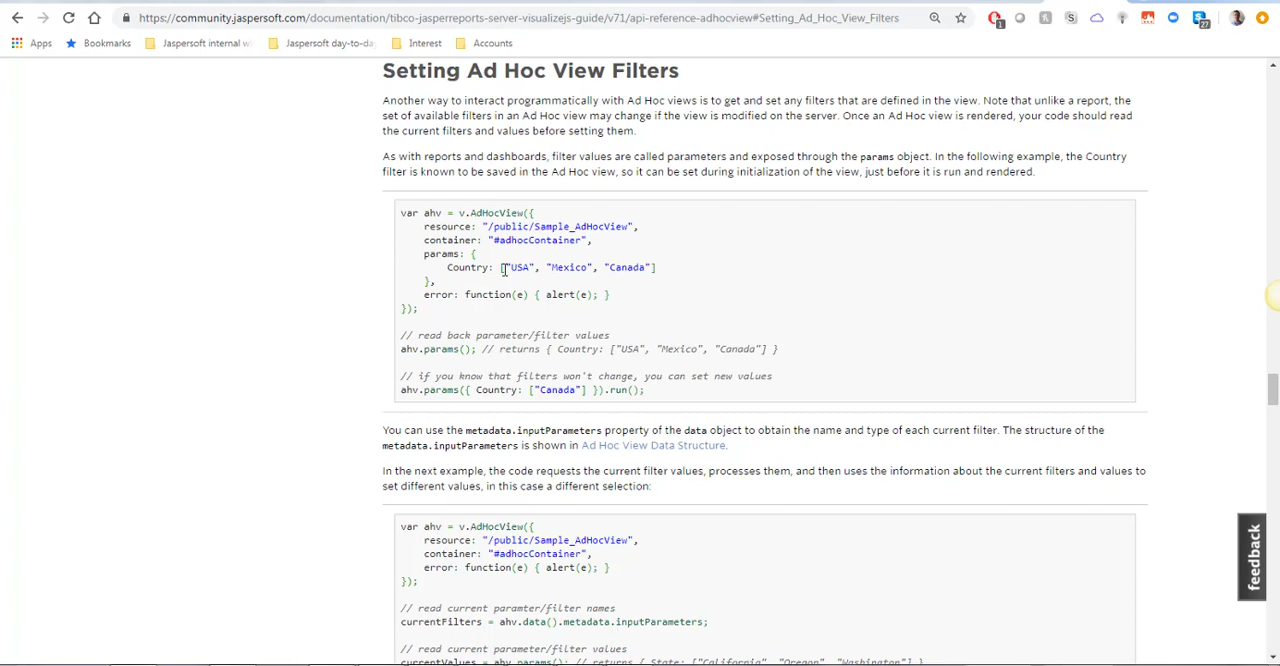 https://community.jaspersoft.com/documentation/tibco-jasperreports-server-visualizejs-guide/v71/api-reference-adhocview#Setting_Ad_Hoc_View_Filters
1
77
Apps
Bookmarks
Jaspersoft internal w
Jaspersoft day-to-da
Interest
Accounts
Setting Ad Hoc View Filters
Another way to interact programmatically with Ad Hoc views is to get and set any filters that are defined in the view. Note that unlike a report, the
set of available filters in an Ad Hoc view may change if the view is modified on the server. Once an Ad Hoc view is rendered, your code should read
the current filters and values before setting them.
As with reports and dashboards, filter values are called parameters and exposed through the params object. In the following example, the Country
filter is known to be saved in the Ad Hoc view, so it can be set during initialization of the view, just before it is run and rendered.
var ahv = v.AdHocView({
resource: "/public/Sample_AdHocView",
container: "#adhocContainer",
params: {
Country: ["USA", "Mexico", "Canada"]
},
error: function(e) { alert(e); }
});
// read back parameter/filter values
ahv.params(); // returns { Country: ["USA", "Mexico", "Canada"] }
// if you know that filters won't change, you can set new values
ahv.params({ Country: ["Canada"] }).run();
You can use the metadata.inputParameters property of the data object to obtain the name and type of each current filter. The structure of the
metadata.inputParameters is shown in Ad Hoc View Data Structure.
In the next example, the code requests the current filter values, processes them, and then uses the information about the current filters and values to
set different values, in this case a different selection:
var ahv = v.AdHocView({
resource: "/public/Sample_AdHocView",
container: "#adhocContainer",
error: function(e) { alert(e); }
});
// read current paramter/filter names
currentFilters = ahv.data().metadata.inputParameters;
// read current parameter/filter values
currentValues = ahv.params(); // returns { State: ["California", "Oregon", "Washington"] }
feedback